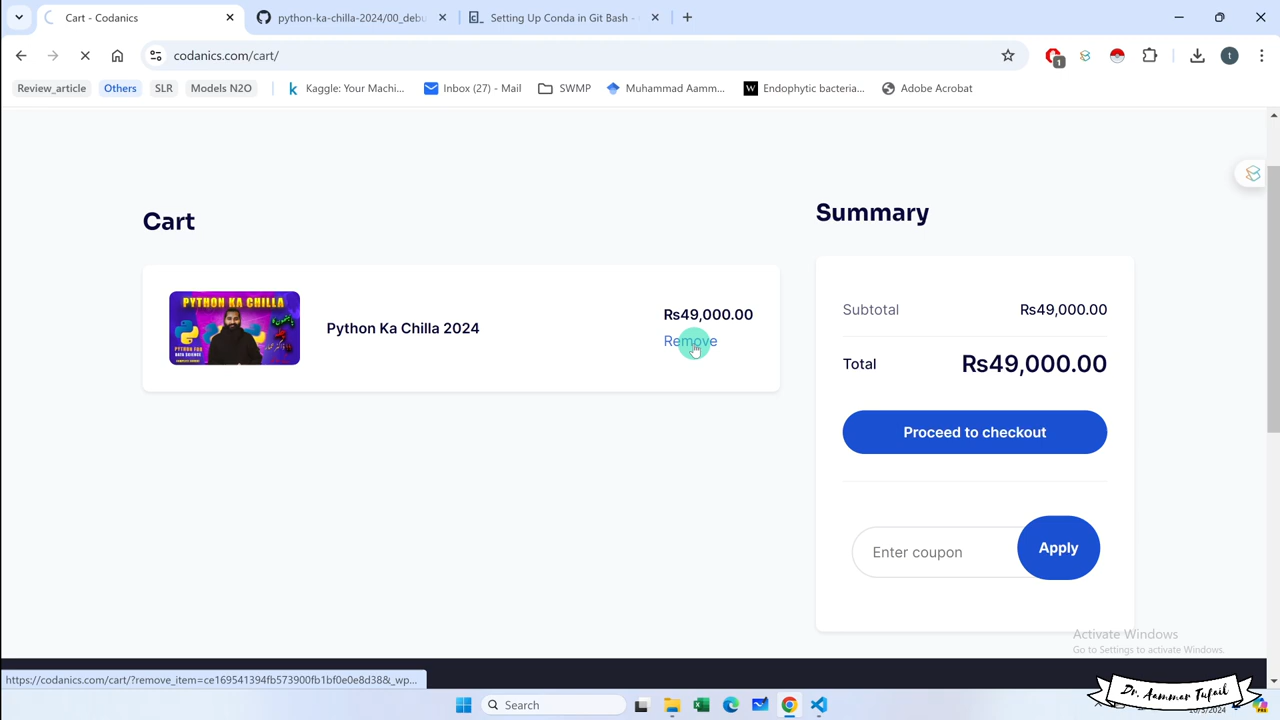 Cart - Codanics
python-ka-chilla-2024/00_debu
Setting Up Conda in Git Bash -
codanics.com/cart/
1
t
Review_article
Others
SLR
Models N2O
Kaggle: Your Machi...
Inbox (27) - Mail
SWMP
Muhammad Aamm...
W
Endophytic bacteria...
Adobe Acrobat
Cart
Summary
PYTHON KA CHILLA
Python Ka Chilla 2024
Rs49,000.00
Remove
Subtotal
Rs49,000.00
Total
Rs49,000.00
Proceed to checkout
Enter coupon
Apply
Activate Windows
Go to Settings to activate Windows.
https://codanics.com/cart/?remove_item=ce169541394fb573900fb1bf0e0e8d38&_wp...
Search
Dr. Aammar Tufail